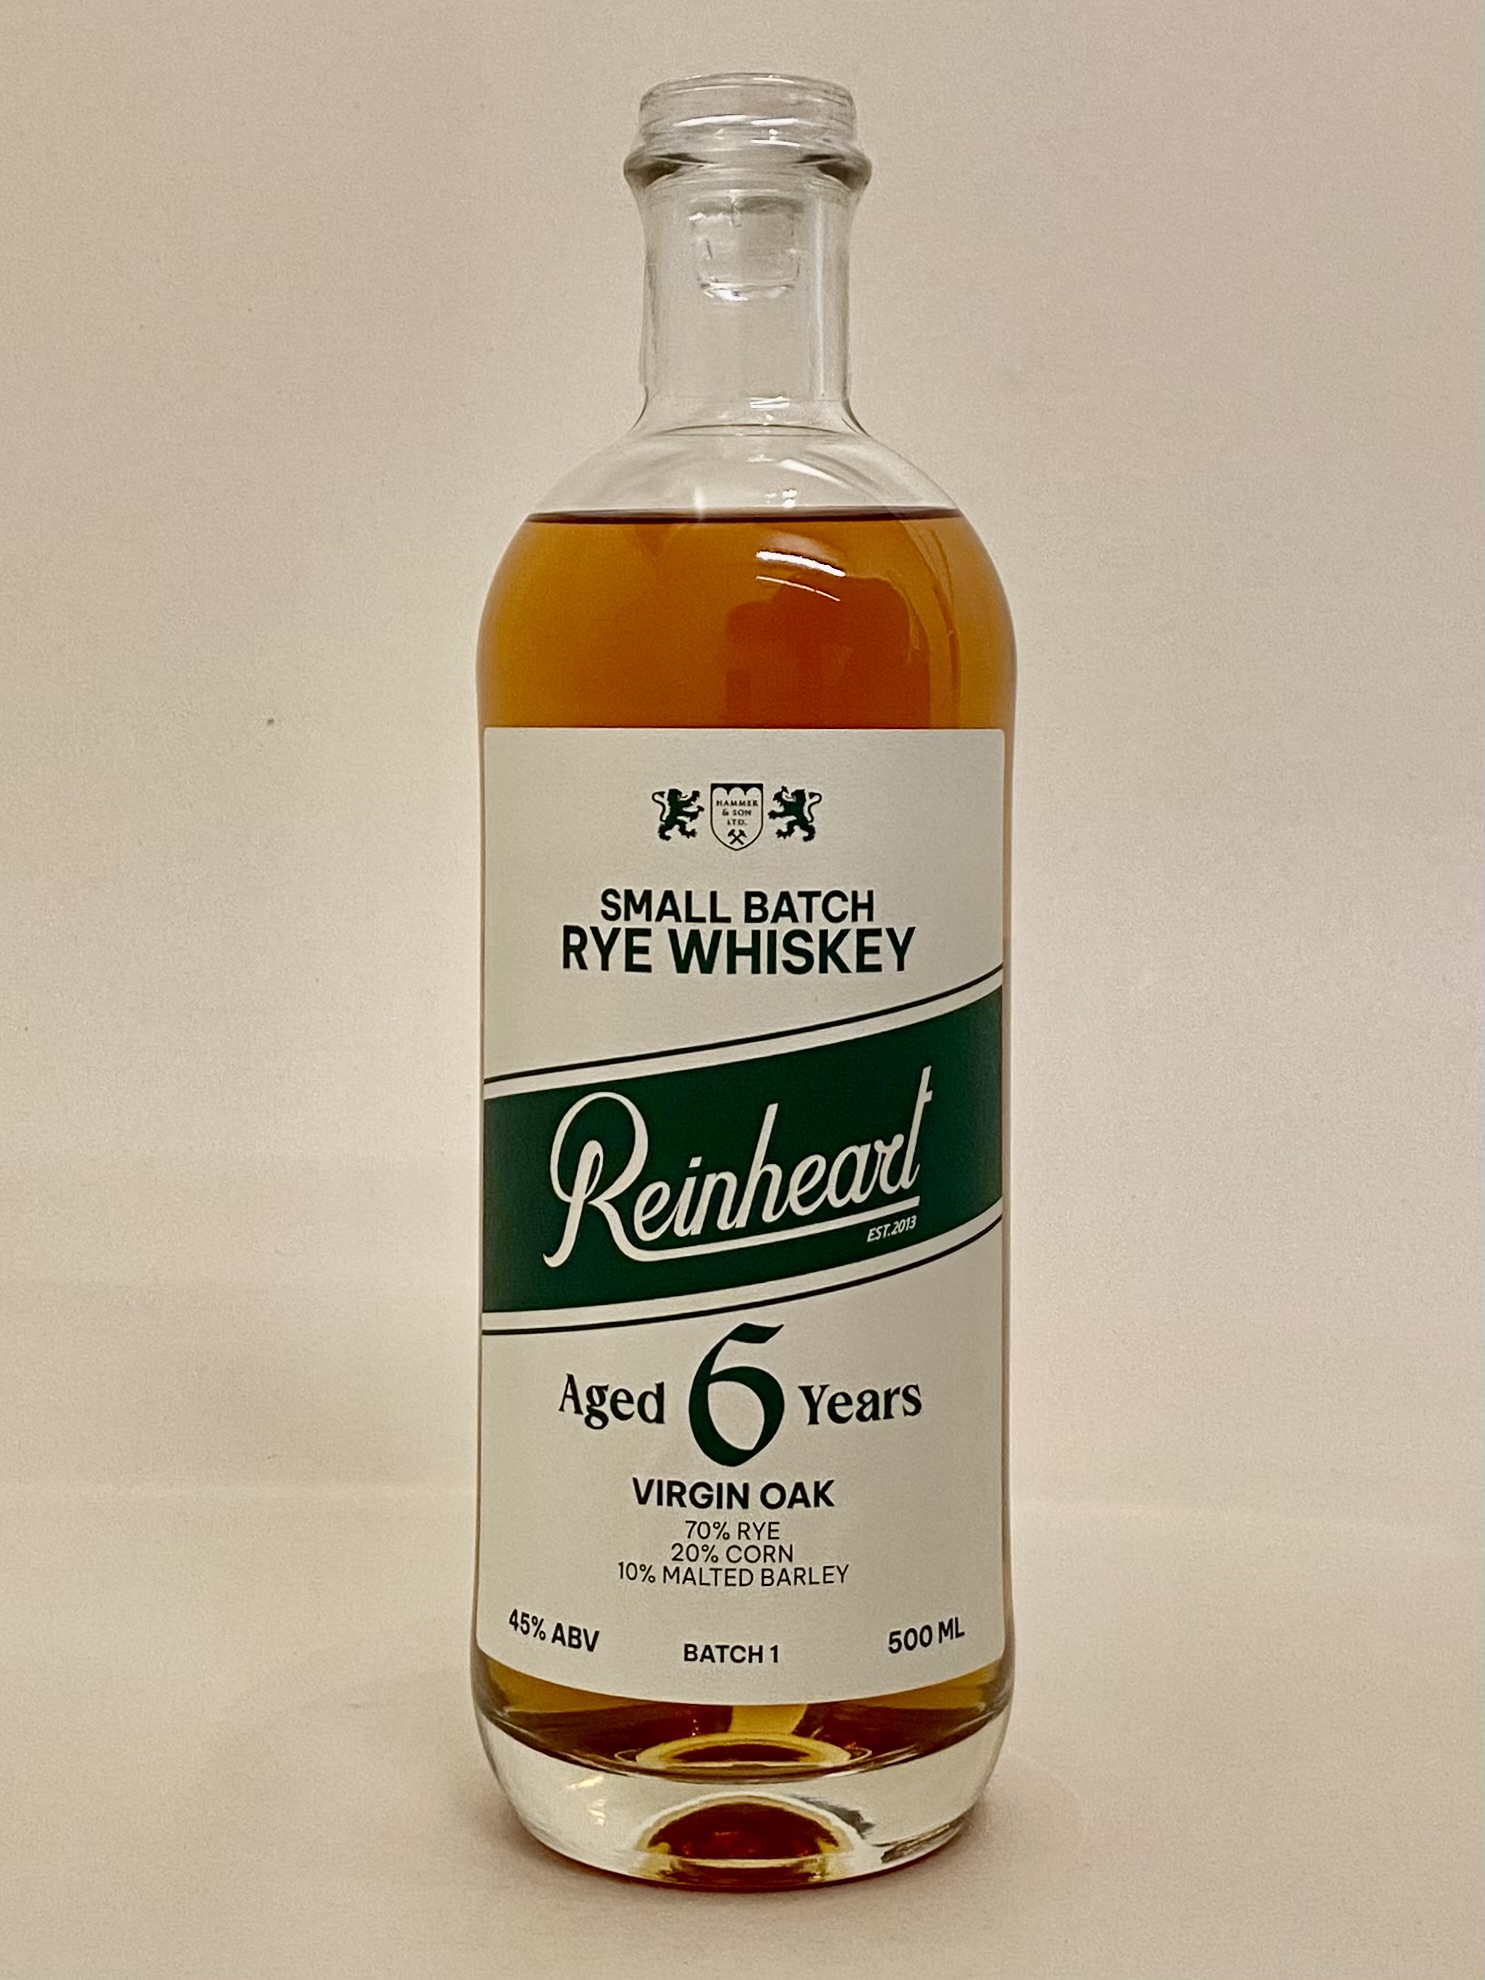 HAMMER
& SON
LTD.
SMALL BATCH
RYE WHISKEY
Reinheart
EST.2013
Aged 6 Years
VIRGIN OAK
70% RYE
20% CORN
10% MALTED BARLEY
45% ABV
BATCH 1
500 ML